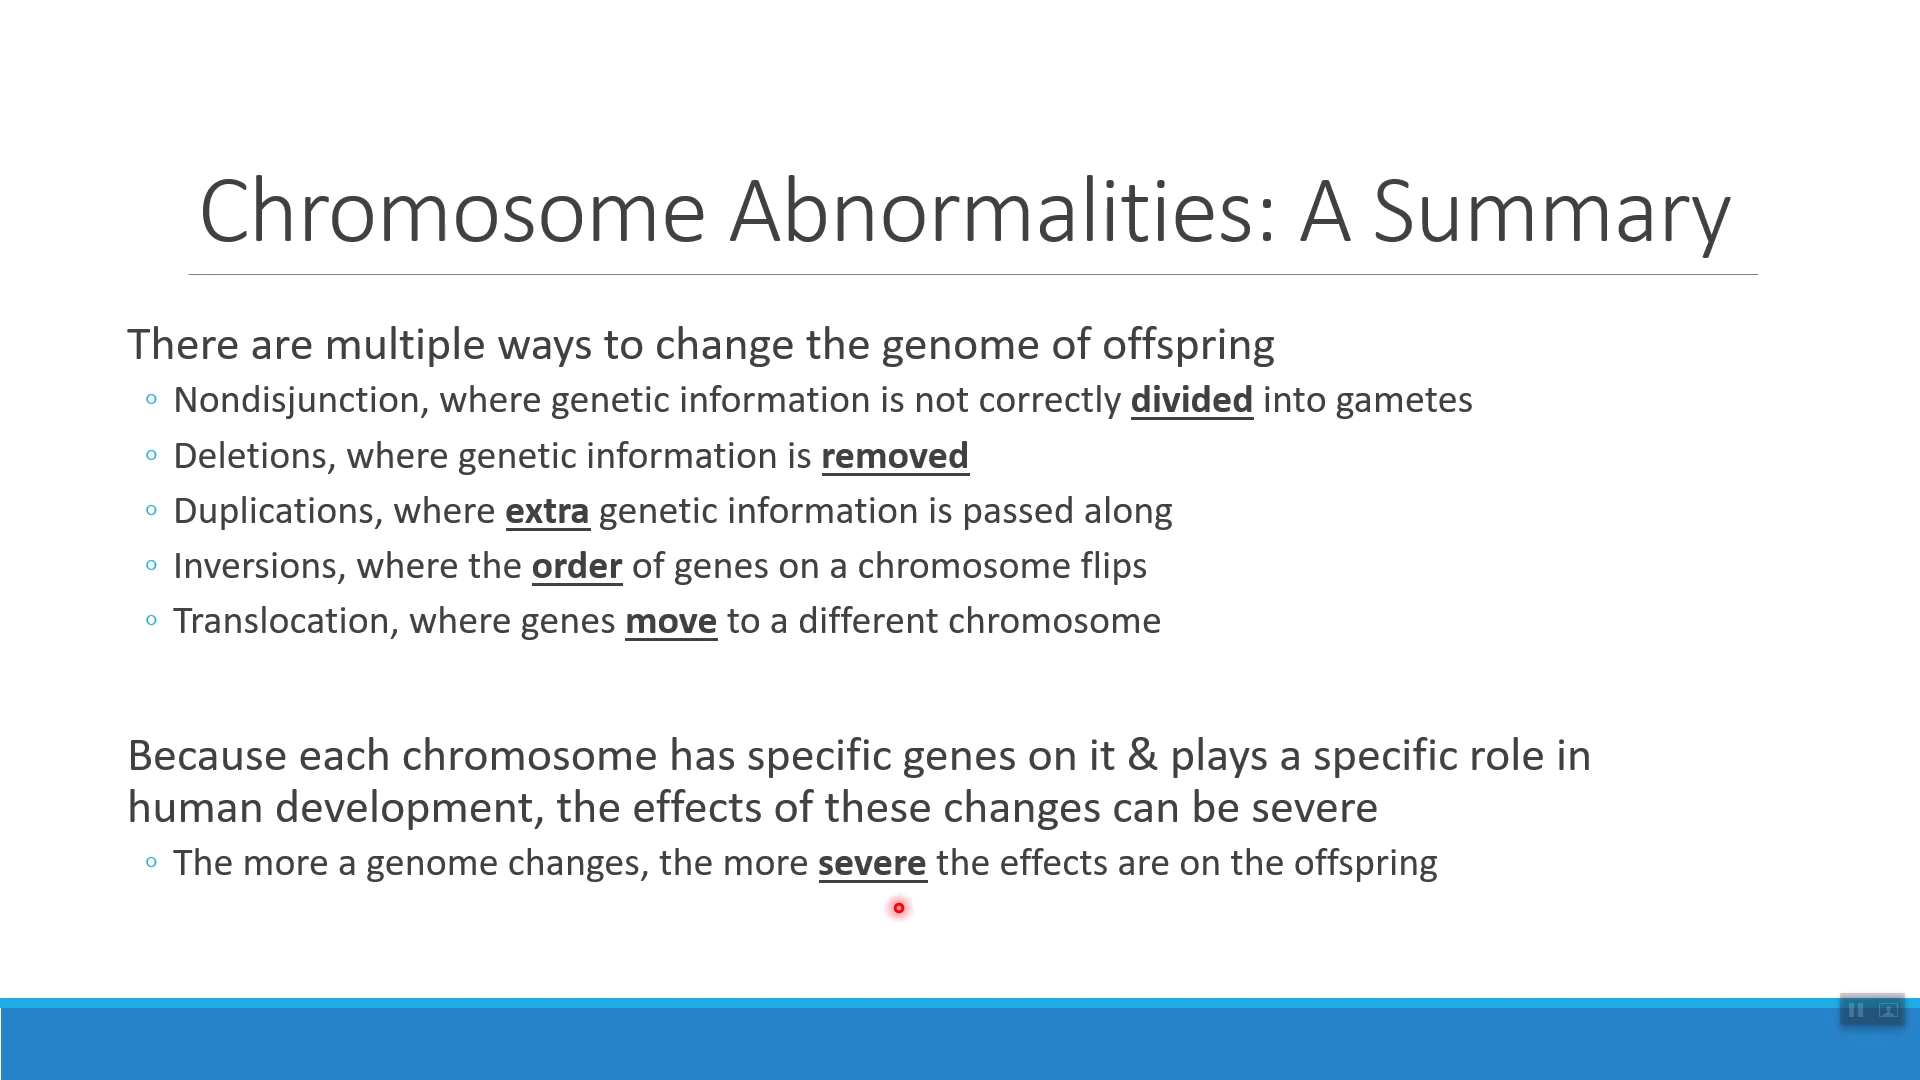 Chromosome Abnormalities: A Summary
There are multiple ways to change the genome of offspring
◦ Nondisjunction, where genetic information is not correctly divided into gametes
◦ Deletions, where genetic information is removed
◦ Duplications, where extra genetic information is passed along
◦ Inversions, where the order of genes on a chromosome flips
◦ Translocation, where genes move to a different chromosome
Because each chromosome has specific genes on it & plays a specific role in
human development, the effects of these changes can be severe
◦ The more a genome changes, the more severe the effects are on the offspring